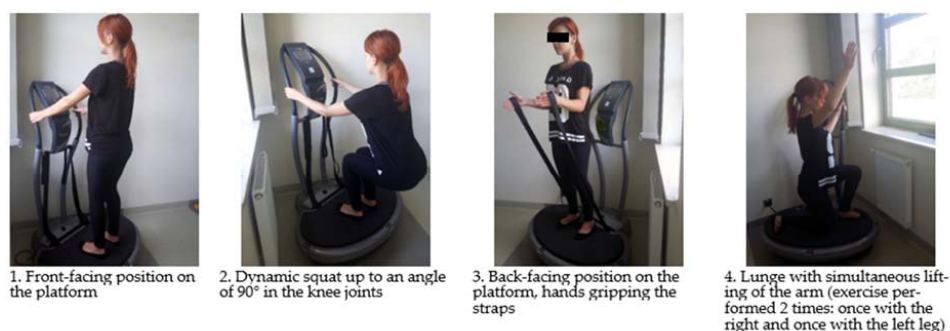 1. Front-facing position on
the platform
2. Dynamic squat up to an angle
of 90° in the knee joints
3. Back-facing position on the
platform, hands gripping the
straps
4. Lunge with simultaneous lift-
ing of the arm (exercise per-
formed 2 times: once with the
right and once with the left leg)